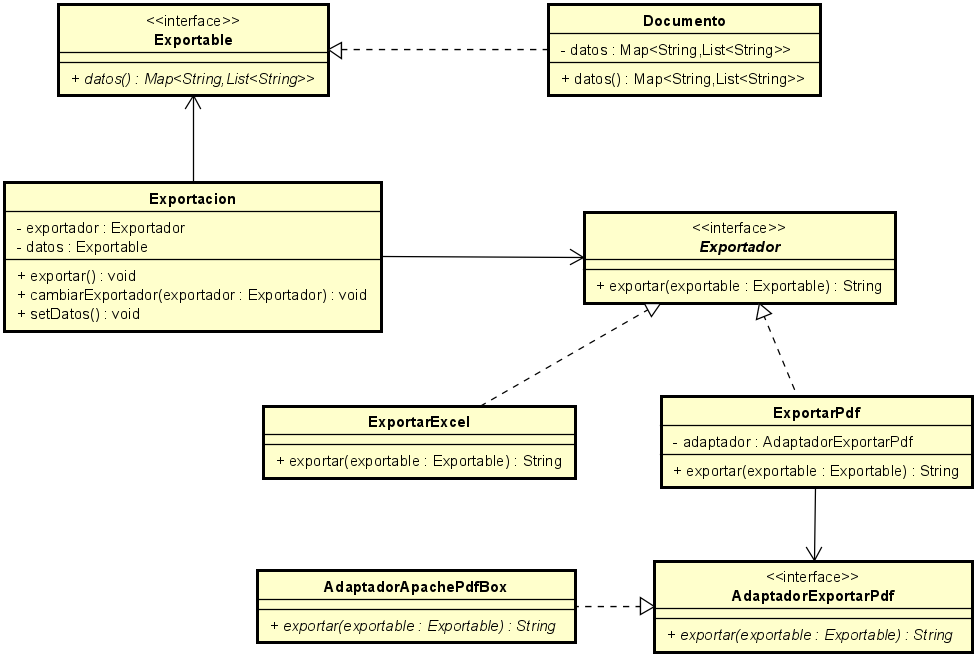 <<interface>>
Exportable
+ datos() : Map<String,List<String>>
Documento
- datos : Map<String,List<String>>
+ datos() : Map<String,List<String>>
Exportacion
- exportador : Exportador
- datos : Exportable
+ exportar() : void
+ cambiarExportador(exportador : Exportador) : void
+ setDatos() : void
<<interface>>
Exportador
+ exportar(exportable : Exportable) : String
ExportarExcel
+ exportar(exportable : Exportable) : String
ExportarPdf
- adaptador : AdaptadorExportarPdf
+ exportar(exportable : Exportable) : String
AdaptadorApachePdfBox
+ exportar(exportable : Exportable) : String
<<interface>>
AdaptadorExportarPdf
+ exportar(exportable : Exportable) : String